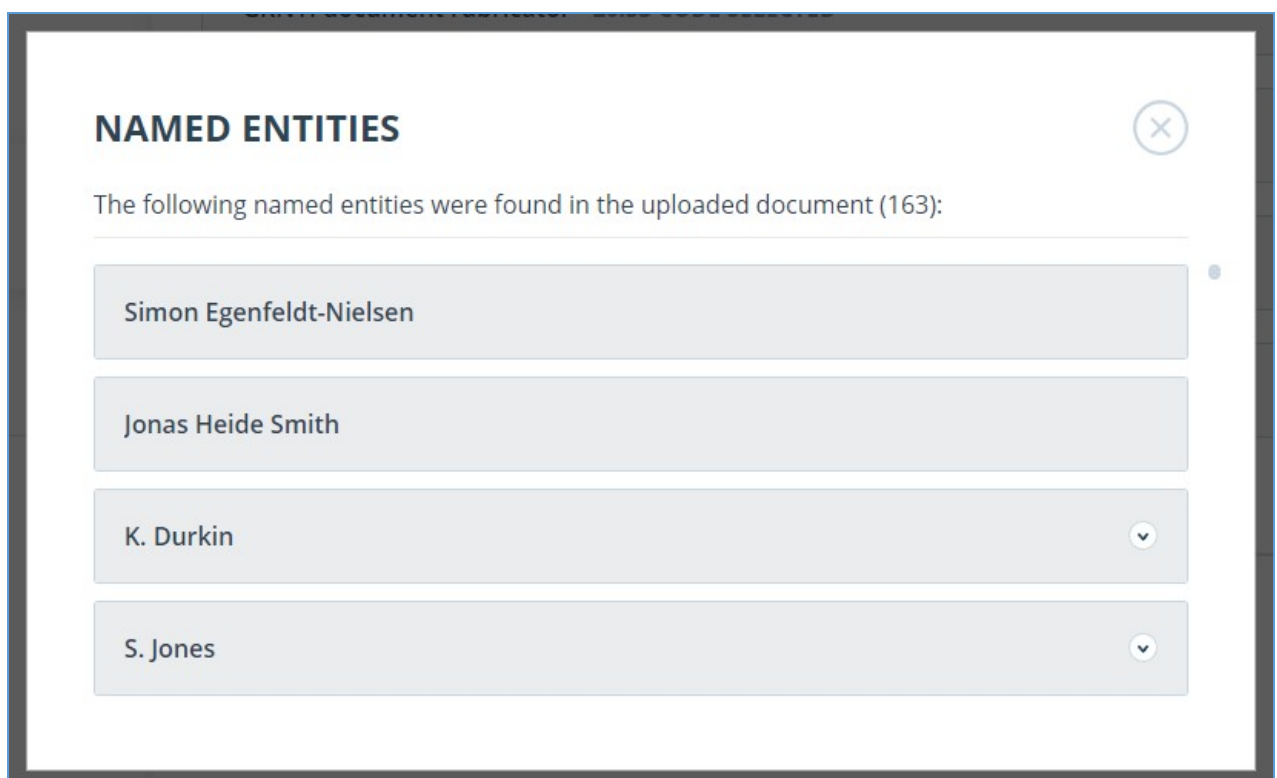 NAMED ENTITIES
The following named entities were found in the uploaded document (163):
Simon Egenfeldt-Nielsen
Jonas Heide Smith
K. Durkin
S. Jones